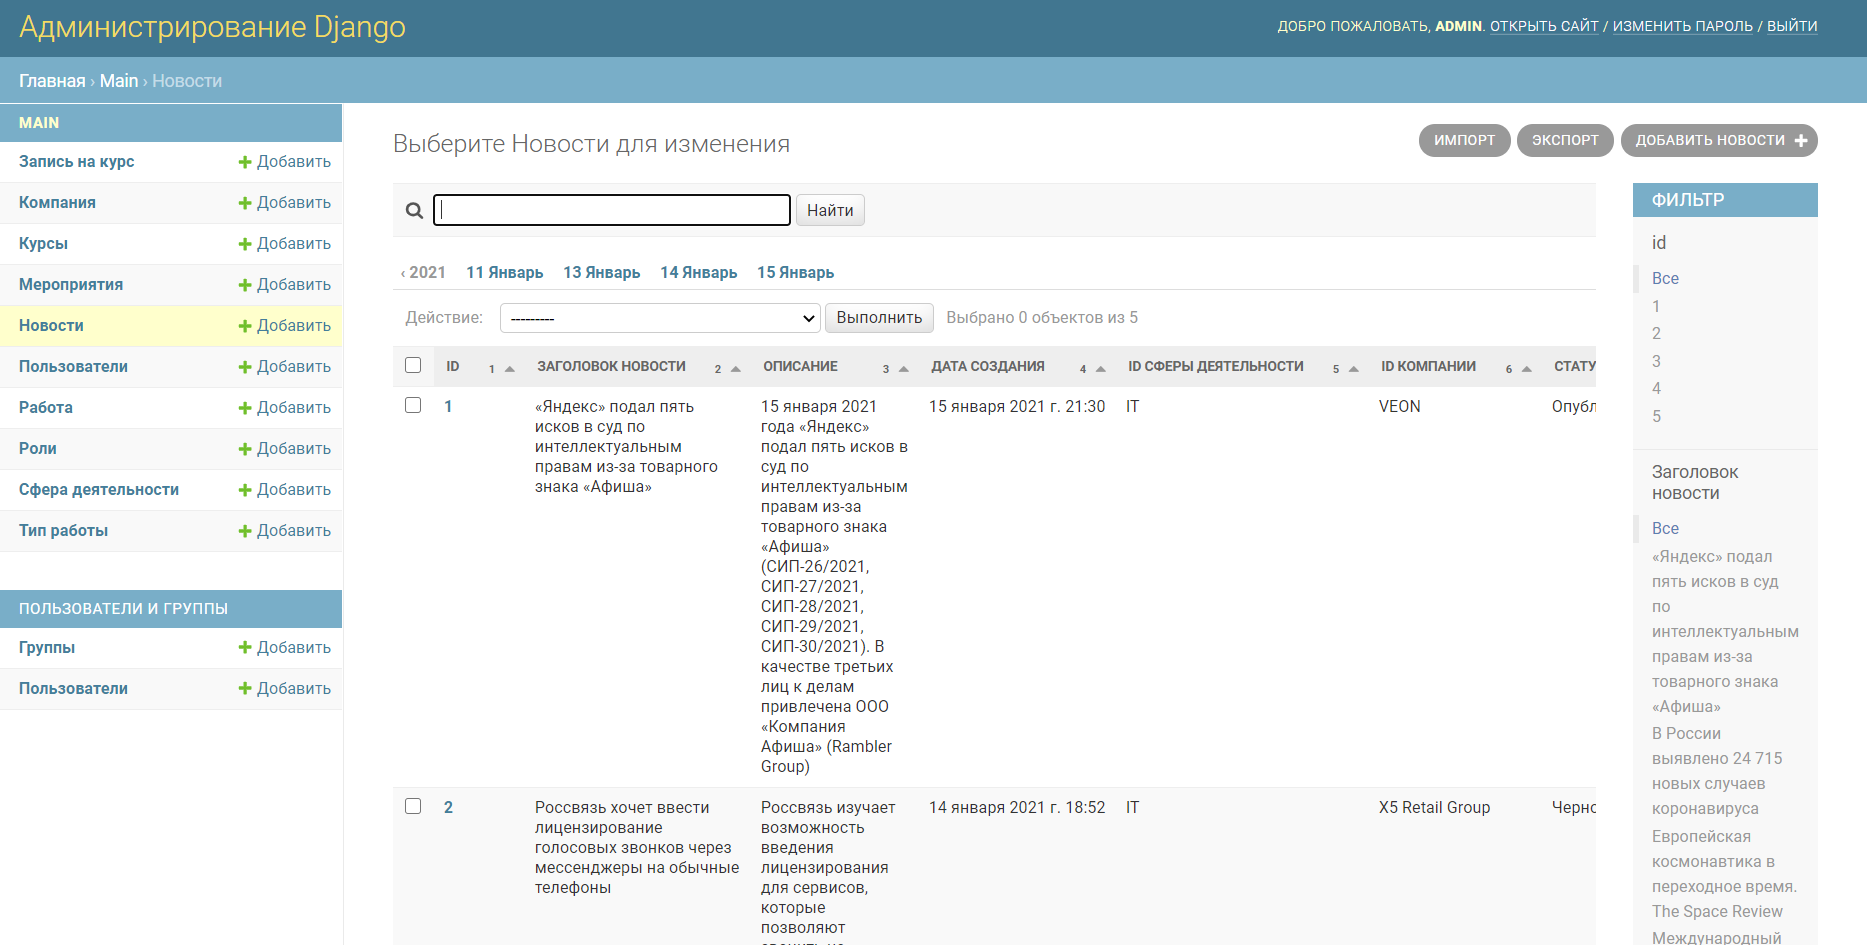 Администрирование Django
ДОБРО ПОЖАЛОВАТЬ, ADMIN. ОТКРЫТЬ САЙТ / ИЗМЕНИТЬ ПАРОЛЬ / ВЫЙТИ
Главная › Main › Новости
MAIN
Запись на курс Добавить
Компания Добавить
Курсы Добавить
Мероприятия Добавить
Новости Добавить
Пользователи Добавить
Работа Добавить
Роли Добавить
Сфера деятельности Добавить
Тип работы Добавить
ПОЛЬЗОВАТЕЛИ И ГРУППЫ
Группы Добавить
Пользователи Добавить
Выберите Новости для изменения
ИМПОРТ ЭКСПОРТ ДОБАВИТЬ НОВОСТИ
Найти
‹ 2021 11 Январь 13 Январь 14 Январь 15 Январь
Действие: --------- Выполнить Выбрано 0 объектов из 5
ID 1 ЗАГОЛОВОК НОВОСТИ 2 ОПИСАНИЕ 3 ДАТА СОЗДАНИЯ 4 ID СФЕРЫ ДЕЯТЕЛЬНОСТИ 5 ID КОМПАНИИ 6 СТАТУ
1
«Яндекс» подал пять
исков в суд по
интеллектуальным
правам из-за товарного
знака «Афиша»
15 января 2021
года «Яндекс»
подал пять исков в
суд по
интеллектуальным
правам из-за
товарного знака
«Афиша»
(СИП-26/2021,
СИП-27/2021,
СИП-28/2021,
СИП-29/2021,
СИП-30/2021). В
качестве третьих
лиц к делам
привлечена ООО
«Компания
Афиша» (Rambler
Group)
15 января 2021 г. 21:30
IT
VEON
Опубл
2
Россвязь хочет ввести
лицензирование
голосовых звонков через
мессенджеры на обычные
телефоны
Россвязь изучает
возможность
введения
лицензирования
для сервисов,
которые
позволяют
14 января 2021 г. 18:52
IT
X5 Retail Group
Черно
ФИЛЬТР
id
Все
1
2
3
4
5
Заголовок
новости
Все
«Яндекс» подал
пять исков в суд
по
интеллектуальным
правам из-за
товарного знака
«Афиша»
В России
выявлено 24 715
новых случаев
коронавируса
Европейская
космонавтика в
переходное время.
The Space Review
Международный